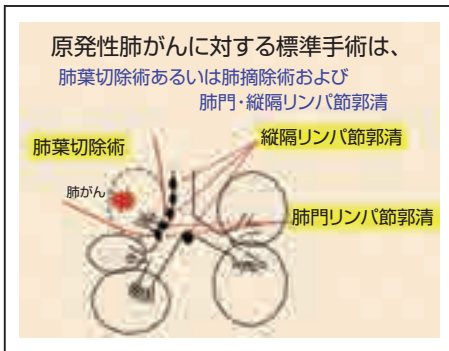 原発性肺がんに対する標準手術は、
肺葉切除術あるいは肺摘除術および
肺門・縦隔リンパ節郭清
縦隔リンパ節郭清
肺葉切除術
肺がん
肺門リンパ節郭清